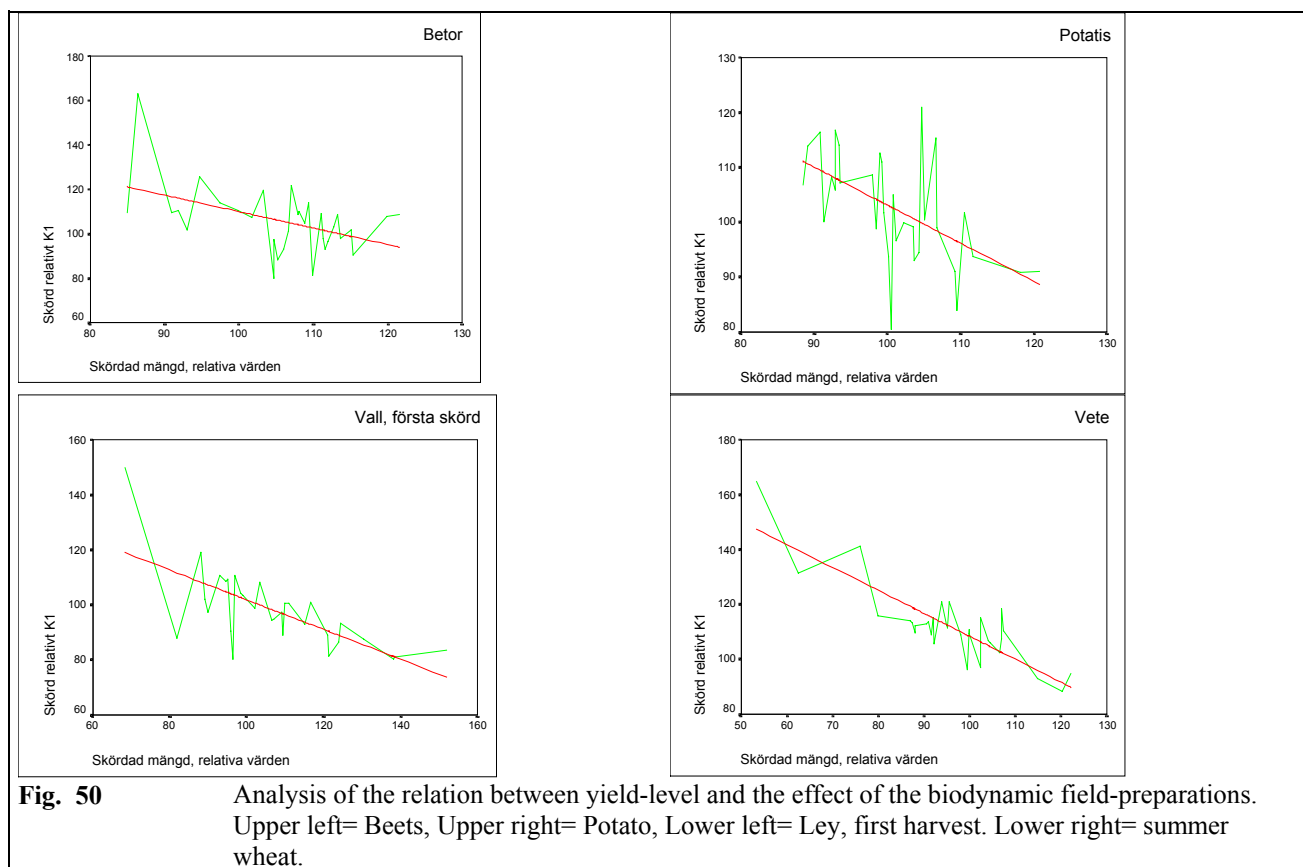 Betor
180
160
140
120
100
80
60
80 90 100 110 120 130
Skörd relativt K1
Skördad mängd, relativa värden
Potatis
130
120
110
100
90
80
80 90 100 110 120 130
Skörd relativt K1
Skördad mängd, relativa värden
Vall, första skörd
160
140
120
100
80
60
60 80 100 120 140 160
Skörd relativt K1
Skördad mängd, relativa värden
Vete
180
160
140
120
100
80
50 60 70 80 90 100 110 120 130
Skörd relativt K1
Skördad mängd, relativa värden
Fig. 50 Analysis of the relation between yield-level and the effect of the biodynamic field-preparations.
Upper left= Beets, Upper right= Potato, Lower left= Ley, first harvest. Lower right= summer
wheat.